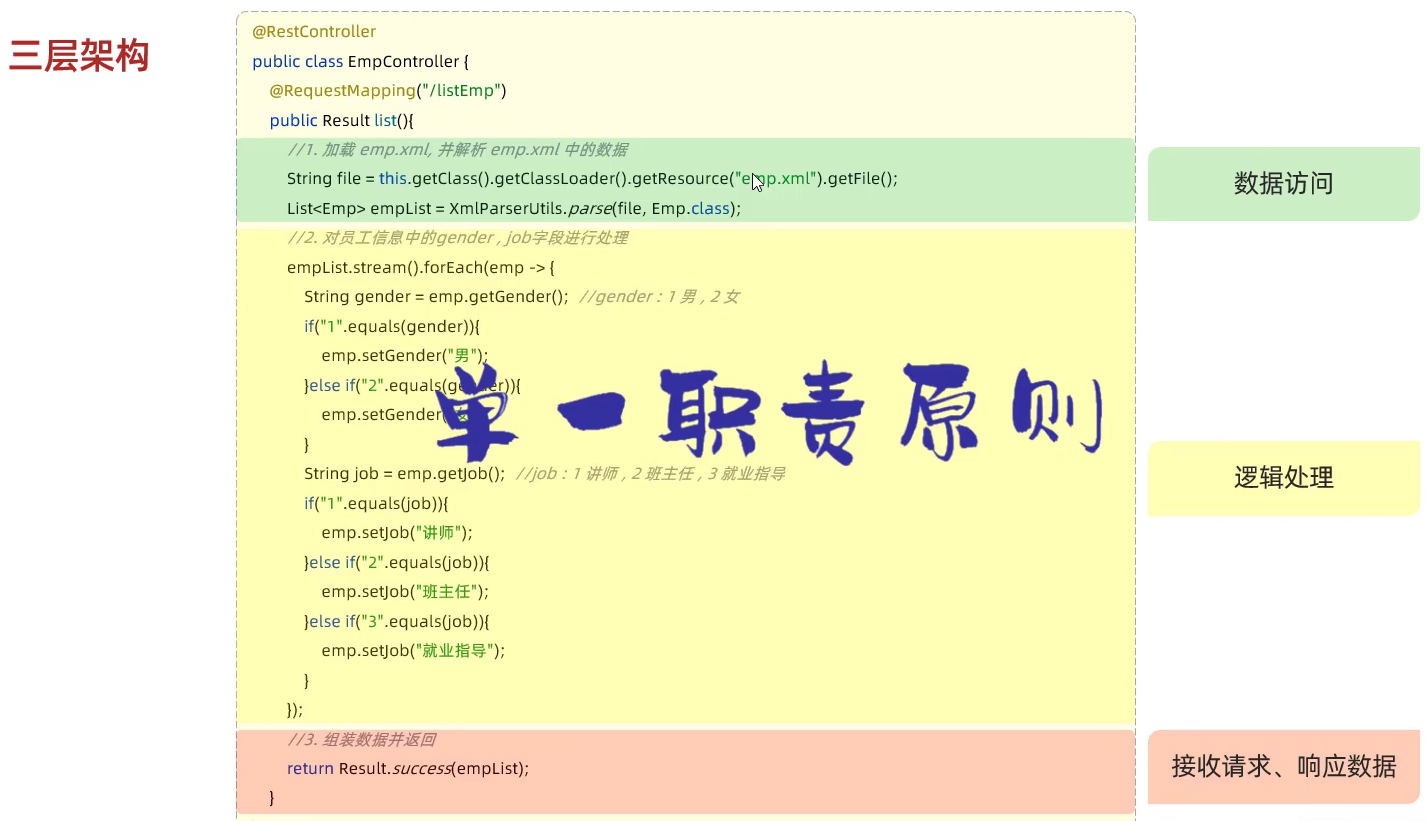 三层架构
@RestController
public class EmpController {
@RequestMapping("/listEmp")
public Result list(){
//1. 加载 emp.xml, 并解析 emp.xml 中的数据
String file = this.getClass().getClassLoader().getResource("emp.xml").getFile();
List<Emp> empList = XmlParserUtils.parse(file, Emp.class);
数据访问
//2. 对员工信息中的gender , job字段进行处理
empList.stream().forEach(emp -> {
String gender = emp.getGender(); //gender : 1 男 , 2 女
if("1".equals(gender)){
emp.setGender("男");
}else if("2".equals(gender)){
emp.setGender(
}
单一职责原则
String job = emp.getJob(); //job : 1 讲师 , 2 班主任 , 3 就业指导
if("1".equals(job)){
emp.setJob("讲师");
}else if("2".equals(job)){
emp.setJob("班主任");
}else if("3".equals(job)){
emp.setJob("就业指导");
}
});
逻辑处理
//3. 组装数据并返回
return Result.success(empList);
}
接收请求、响应数据